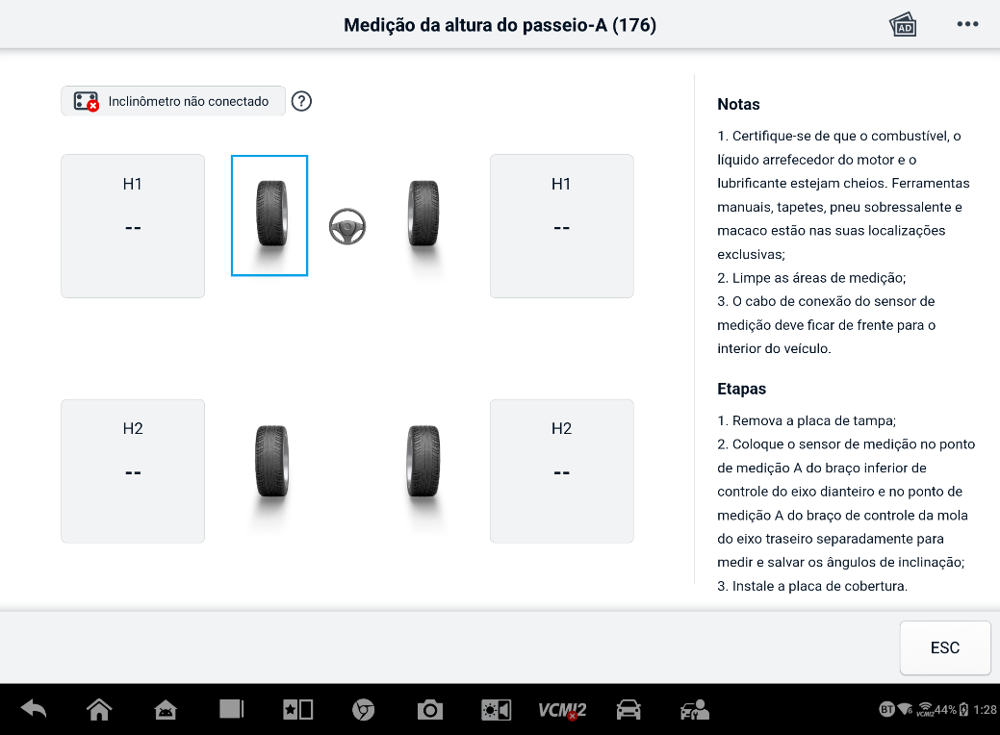 Medição da altura do passeio-A (176)
AD
Inclinômetro não conectado
?
H1
--
H1
--
H2
--
H2
--
Notas
1. Certifique-se de que o combustível, o
líquido arrefecedor do motor e o
lubrificante estejam cheios. Ferramentas
manuais, tapetes, pneu sobressalente e
macaco estão nas suas localizações
exclusivas;
2. Limpe as áreas de medição;
3. O cabo de conexão do sensor de
medição deve ficar de frente para o
interior do veículo.
Etapas
1. Remova a placa de tampa;
2. Coloque o sensor de medição no ponto
de medição A do braço inferior de
controle do eixo dianteiro e no ponto de
medição A do braço de controle da mola
do eixo traseiro separadamente para
medir e salvar os ângulos de inclinação;
3. Instale a placa de cobertura.
ESC
VCMI2
BT 6 VCMI2 44% 1:28